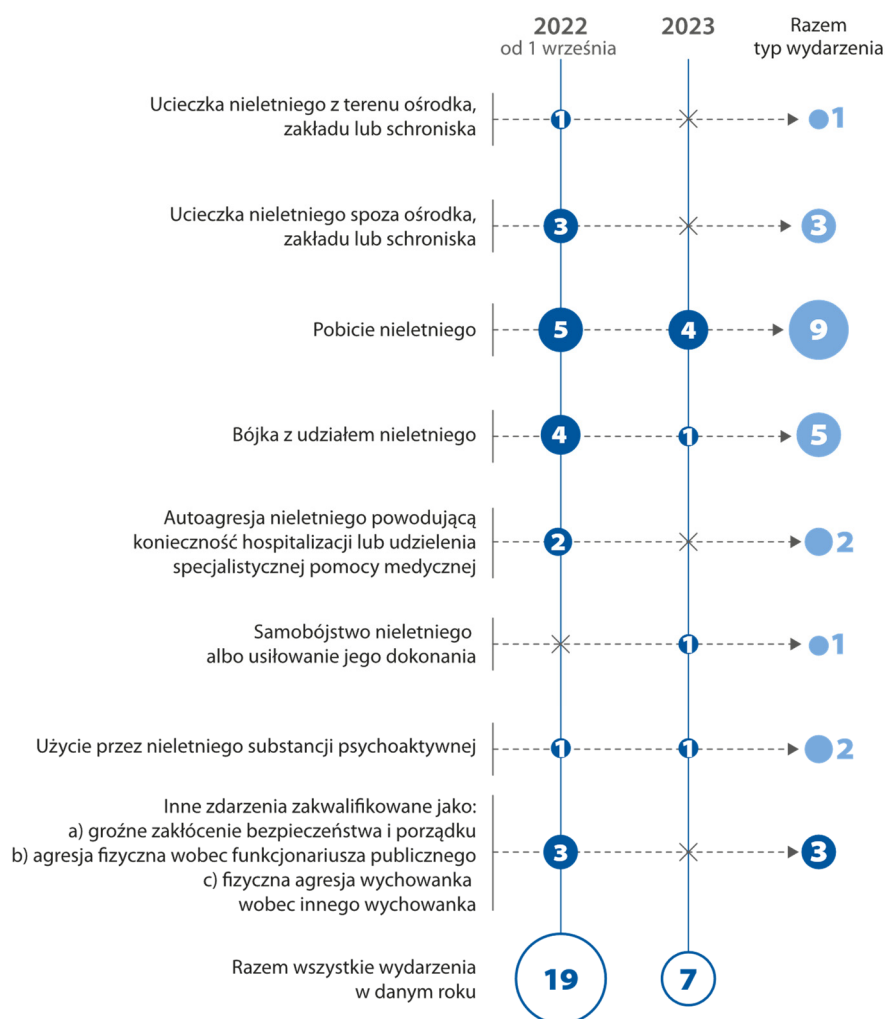 2022
od 1 września
2023
Razem
typ wydarzenia
Ucieczka nieletniego z terenu ośrodka,
zakładu lub schroniska
1
1
Ucieczka nieletniego spoza ośrodka,
zakładu lub schroniska
3
3
Pobicie nieletniego
5
4
9
Bójka z udziałem nieletniego
4
1
5
Autoagresja nieletniego powodującą
konieczność hospitalizacji lub udzielenia
specjalistycznej pomocy medycznej
2
2
Samobójstwo nieletniego
albo usiłowanie jego dokonania
1
1
Użycie przez nieletniego substancji psychoaktywnej
1
1
2
Inne zdarzenia zakwalifikowane jako:
a) groźne zakłócenie bezpieczeństwa i porządku
b) agresja fizyczna wobec funkcjonariusza publicznego
c) fizyczna agresja wychowanka
wobec innego wychowanka
3
3
Razem wszystkie wydarzenia
w danym roku
19
7